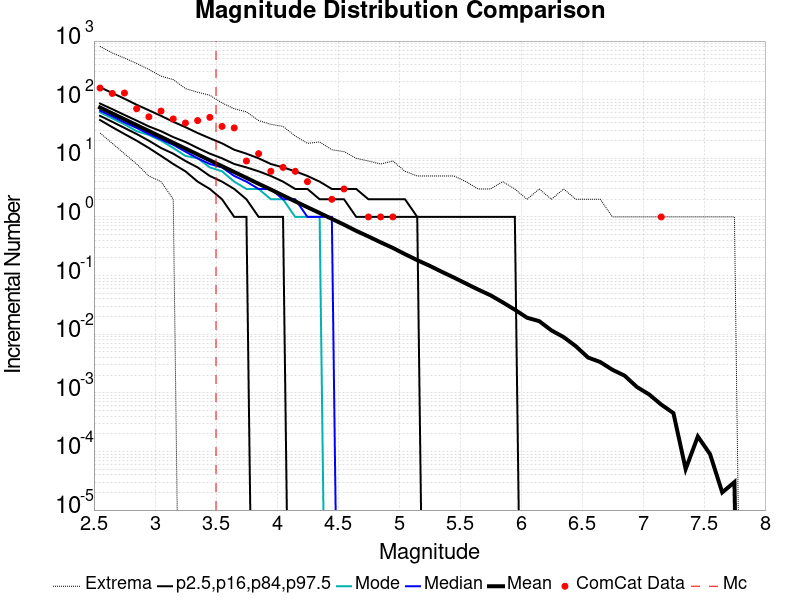 Magnitude Distribution Comparison
Incremental Number
10^3
10^2
10^1
10^0
10^-1
10^-2
10^-3
10^-4
10^-5
2.5 3 3.5 4 4.5 5 5.5 6 6.5 7 7.5 8
Magnitude
Extrema p2.5,p16,p84,p97.5 Mode Median Mean ComCat Data Mc